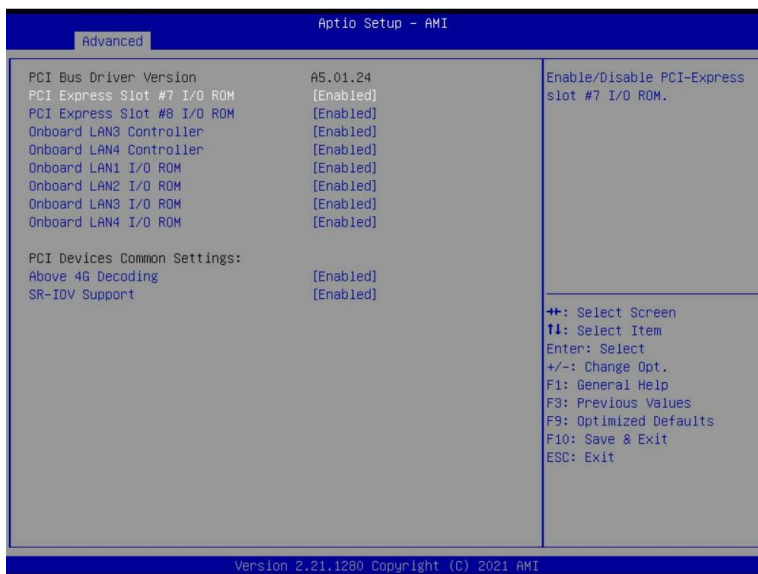 Aptio Setup - AMI
Advanced
PCI Bus Driver Version A5.01.24
PCI Express Slot #7 I/O ROM [Enabled]
PCI Express Slot #8 I/O ROM [Enabled]
Onboard LAN3 Controller [Enabled]
Onboard LAN4 Controller [Enabled]
Onboard LAN1 I/O ROM [Enabled]
Onboard LAN2 I/O ROM [Enabled]
Onboard LAN3 I/O ROM [Enabled]
Onboard LAN4 I/O ROM [Enabled]
PCI Devices Common Settings:
Above 4G Decoding [Enabled]
SR-IOV Support [Enabled]
Enable/Disable PCI-Express
slot #7 I/O ROM.
→←: Select Screen
↑↓: Select Item
Enter: Select
+/-: Change Opt.
F1: General Help
F3: Previous Values
F9: Optimized Defaults
F10: Save & Exit
ESC: Exit
Version 2.21.1280 Copyright (C) 2021 AMI